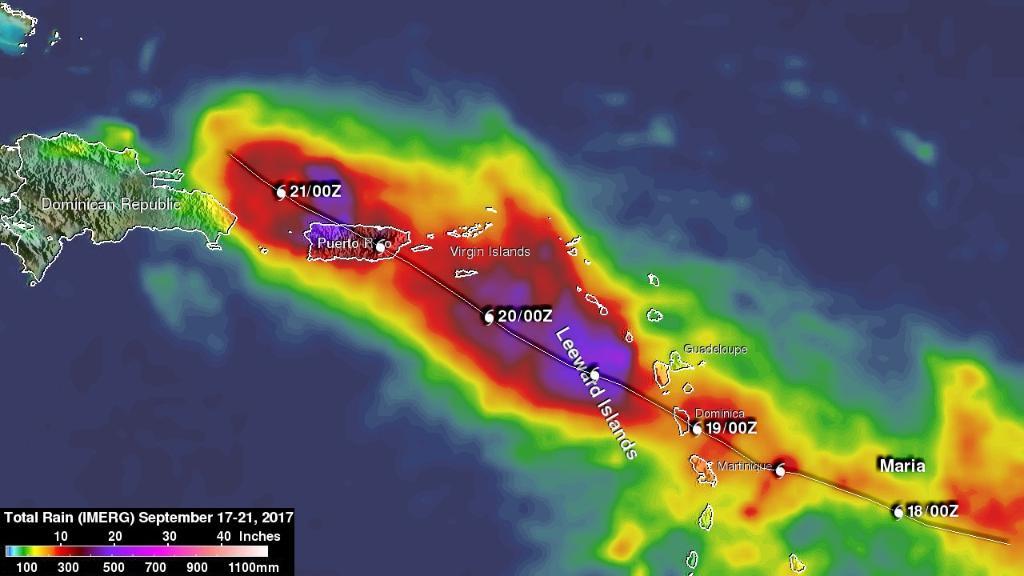 21/00Z
Dominican Republic
Puerto Rico
Virgin Islands
20/00Z
Leeward Islands
Guadeloupe
Dominica
19/00Z
Martinique
Maria
18/00Z
Total Rain (IMERG) September 17-21, 2017
10 20 30 40 Inches
100 300 500 700 900 1100mm